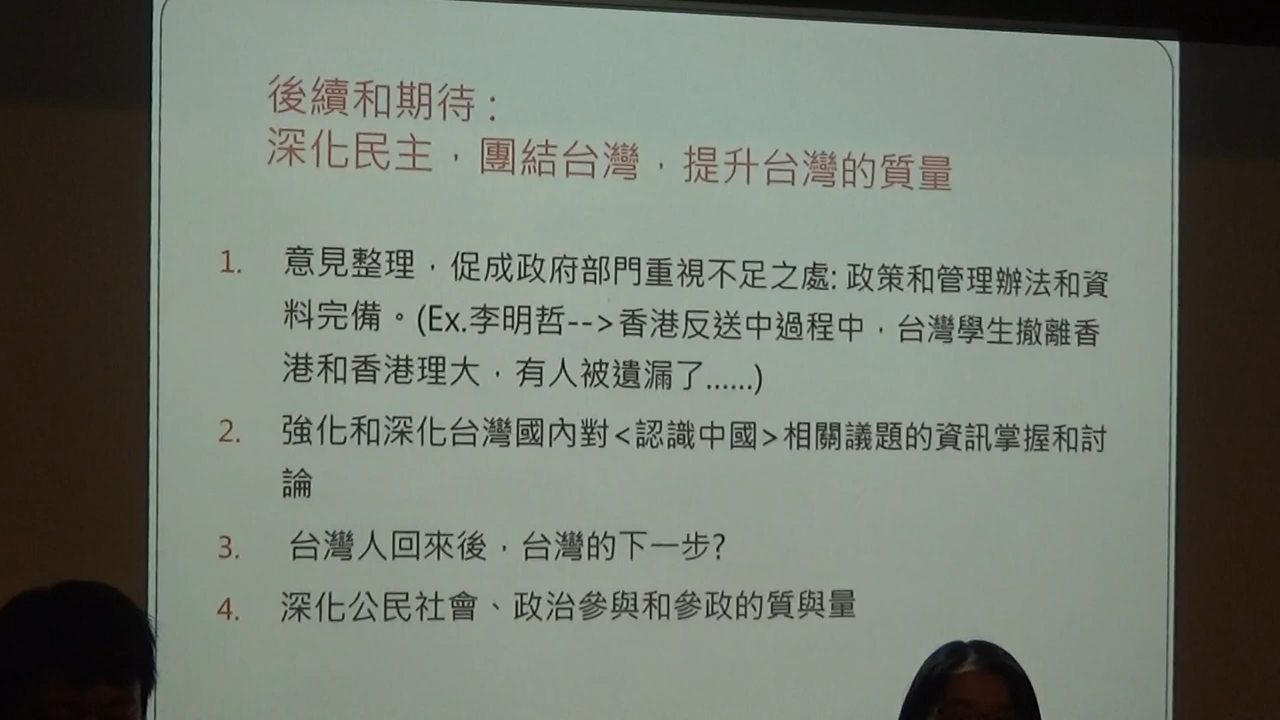 後續和期待：
深化民主，團結台灣，提升台灣的質量
1. 意見整理，促成政府部門重視不足之處: 政策和管理辦法和資
料完備。(Ex.李明哲-->香港反送中過程中，台灣學生撤離香
港和香港理大，有人被遺漏了......)
2. 強化和深化台灣國內對<認識中國>相關議題的資訊掌握和討
論
3. 台灣人回來後，台灣的下一步?
4. 深化公民社會、政治參與和參政的質與量